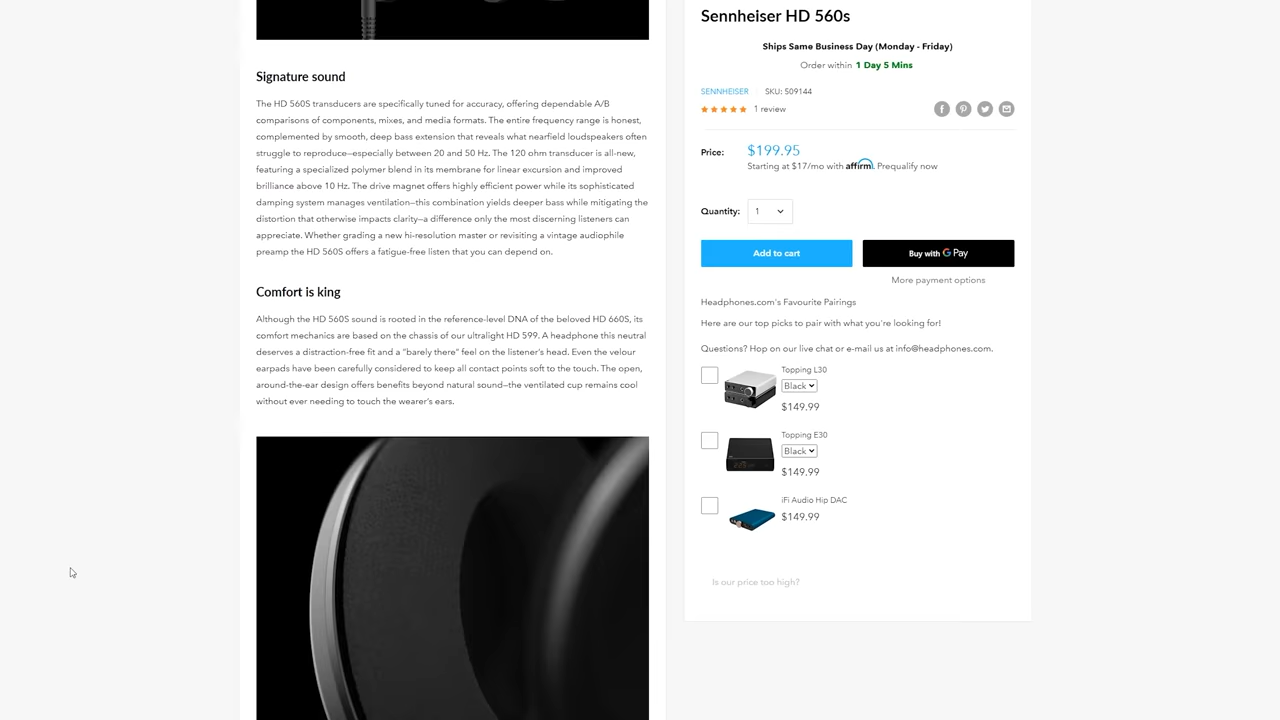 Signature sound
The HD 560S transducers are specifically tuned for accuracy, offering dependable A/B
comparisons of components, mixes, and media formats. The entire frequency range is honest,
complemented by smooth, deep bass extension that reveals what nearfield loudspeakers often
struggle to reproduce—especially between 20 and 50 Hz. The 120 ohm transducer is all-new,
featuring a specialized polymer blend in its membrane for linear excursion and improved
brilliance above 10 Hz. The drive magnet offers highly efficient power while its sophisticated
damping system manages ventilation—this combination yields deeper bass while mitigating the
distortion that otherwise impacts clarity—a difference only the most discerning listeners can
appreciate. Whether grading a new hi-resolution master or revisiting a vintage audiophile
preamp the HD 560S offers a fatigue-free listen that you can depend on.
Comfort is king
Although the HD 560S sound is rooted in the reference-level DNA of the beloved HD 660S, its
comfort mechanics are based on the chassis of our ultralight HD 599. A headphone this neutral
deserves a distraction-free fit and a "barely there" feel on the listener's head. Even the velour
earpads have been carefully considered to keep all contact points soft to the touch. The open,
around-the-ear design offers benefits beyond natural sound—the ventilated cup remains cool
without ever needing to touch the wearer's ears.
Sennheiser HD 560s
Ships Same Business Day (Monday - Friday)
Order within 1 Day 5 Mins
SENNHEISER SKU: 509144
1 review
Price: $199.95
Starting at $17/mo with affirm. Prequalify now
Quantity: 1
Add to cart Buy with G Pay
More payment options
Headphones.com's Favourite Pairings
Here are our top picks to pair with what you're looking for!
Questions? Hop on our live chat or e-mail us at info@headphones.com.
Topping L30
Black
$149.99
Topping E30
Black
$149.99
iFi Audio Hip DAC
$149.99
Is our price too high?